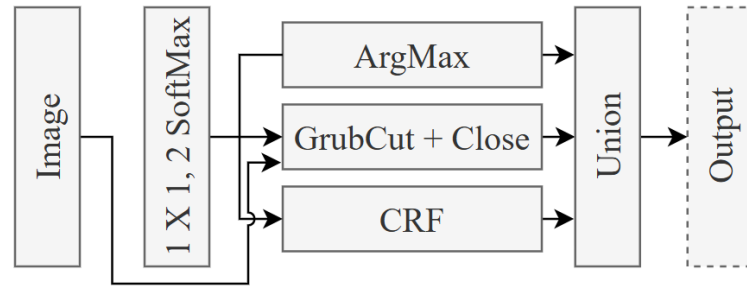 Image
1 X 1, 2 SoftMax
ArgMax
GrubCut + Close
CRF
Union
Output